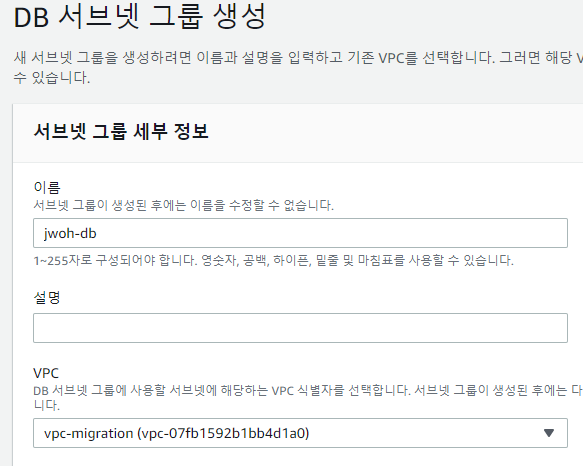 DB 서브넷 그룹 생성
새 서브넷 그룹을 생성하려면 이름과 설명을 입력하고 기존 VPC를 선택합니다. 그러면 해당 V
수 있습니다.
서브넷 그룹 세부 정보
이름
서브넷 그룹이 생성된 후에는 이름을 수정할 수 없습니다.
jwoh-db
1~255자로 구성되어야 합니다. 영숫자, 공백, 하이픈, 밑줄 및 마침표를 사용할 수 있습니다.
설명
VPC
DB 서브넷 그룹에 사용할 서브넷에 해당하는 VPC 식별자를 선택합니다. 서브넷 그룹이 생성된 후에는 다
니다.
vpc-migration (vpc-07fb1592b1bb4d1a0)